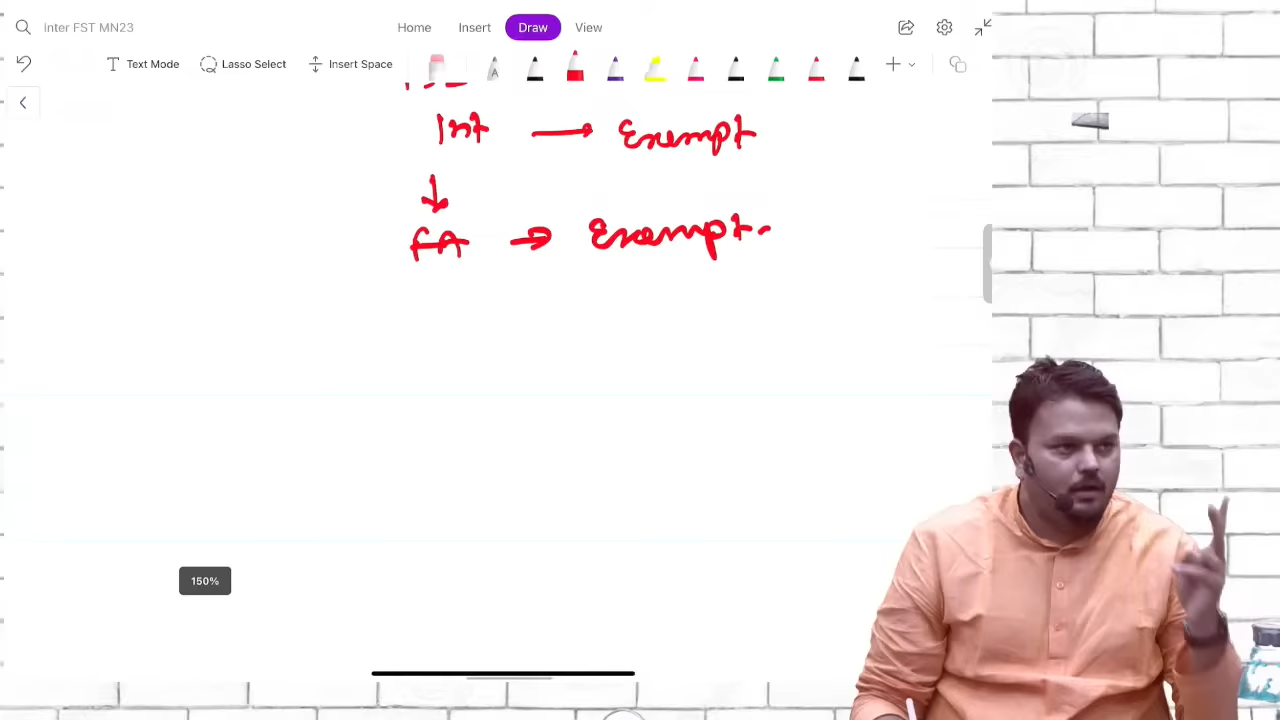 Inter FST MN23
Home Insert Draw View
Text Mode Lasso Select Insert Space
Int → Exempt
↓
FA → Exempt.
150%